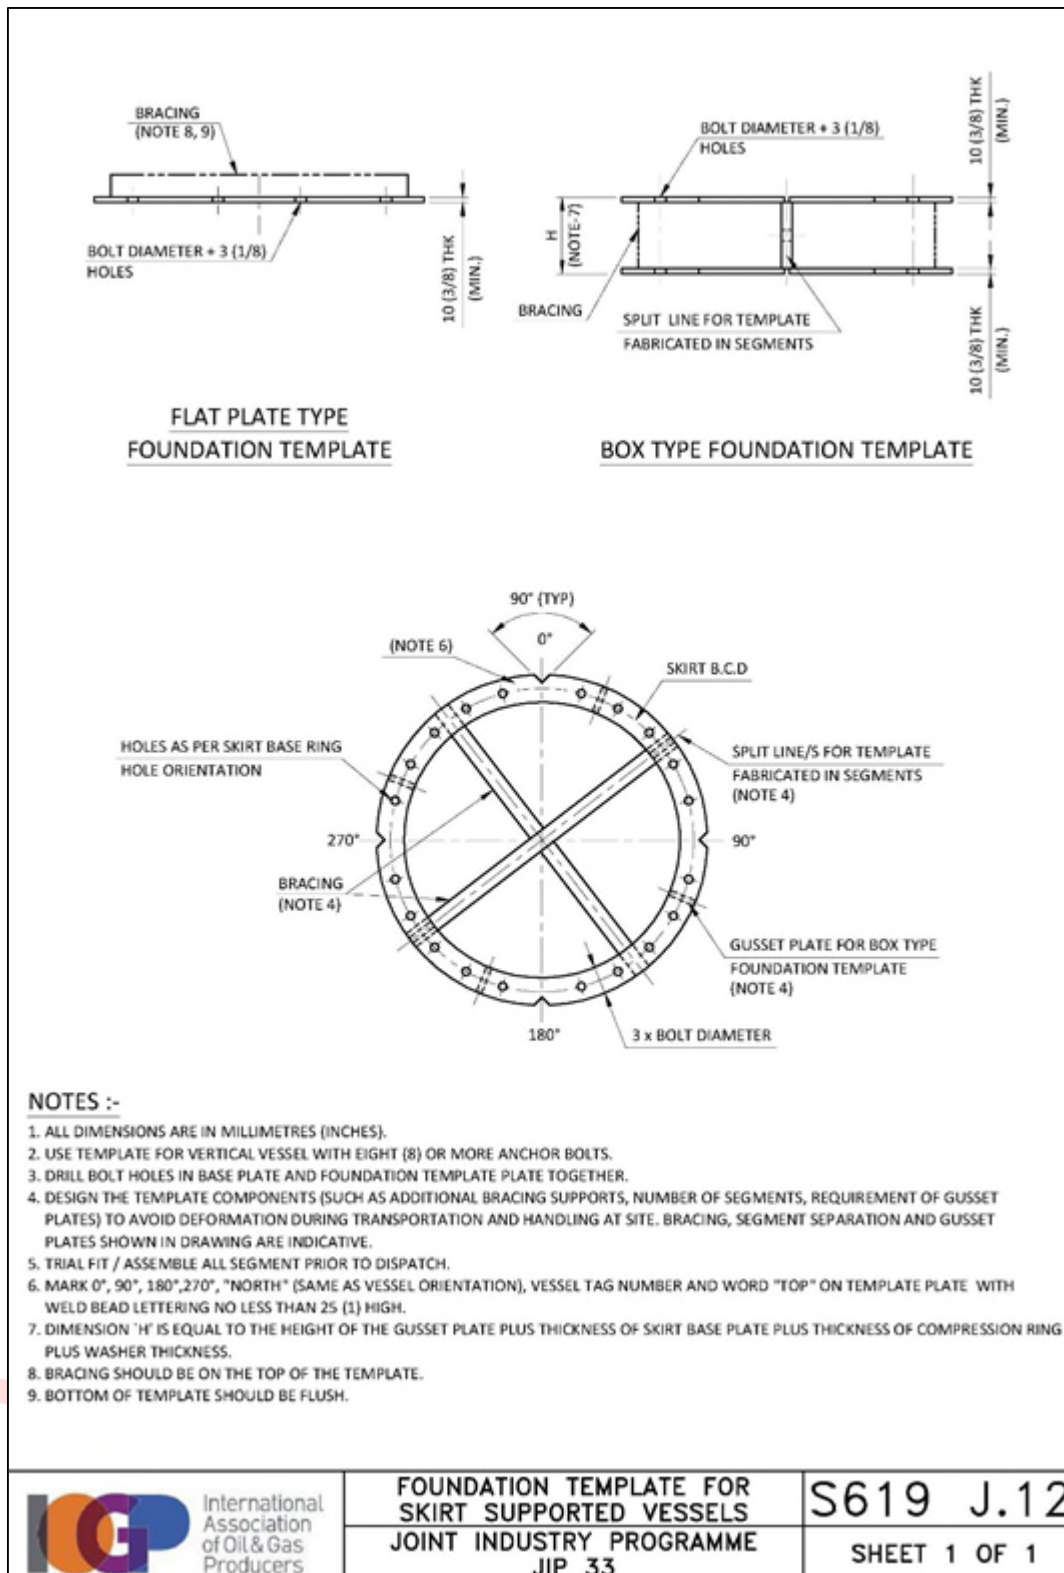 BRACING
(NOTE 8, 9)
BOLT DIAMETER + 3 (1/8)
HOLES
10 (3/8) THK
(MIN.)
FLAT PLATE TYPE
FOUNDATION TEMPLATE
BOLT DIAMETER + 3 (1/8)
HOLES
10 (3/8) THK
(MIN.)
H
(NOTE-7)
BRACING
SPLIT LINE FOR TEMPLATE
FABRICATED IN SEGMENTS
10 (3/8) THK
(MIN.)
BOX TYPE FOUNDATION TEMPLATE
90° (TYP)
0°
(NOTE 6)
SKIRT B.C.D
HOLES AS PER SKIRT BASE RING
HOLE ORIENTATION
SPLIT LINE/S FOR TEMPLATE
FABRICATED IN SEGMENTS
(NOTE 4)
270°
90°
BRACING
(NOTE 4)
GUSSET PLATE FOR BOX TYPE
FOUNDATION TEMPLATE
(NOTE 4)
180°
3 x BOLT DIAMETER
NOTES :-
1. ALL DIMENSIONS ARE IN MILLIMETRES (INCHES).
2. USE TEMPLATE FOR VERTICAL VESSEL WITH EIGHT (8) OR MORE ANCHOR BOLTS.
3. DRILL BOLT HOLES IN BASE PLATE AND FOUNDATION TEMPLATE PLATE TOGETHER.
4. DESIGN THE TEMPLATE COMPONENTS (SUCH AS ADDITIONAL BRACING SUPPORTS, NUMBER OF SEGMENTS, REQUIREMENT OF GUSSET
PLATES) TO AVOID DEFORMATION DURING TRANSPORTATION AND HANDLING AT SITE. BRACING, SEGMENT SEPARATION AND GUSSET
PLATES SHOWN IN DRAWING ARE INDICATIVE.
5. TRIAL FIT / ASSEMBLE ALL SEGMENT PRIOR TO DISPATCH.
6. MARK 0°, 90°, 180°,270°, "NORTH" (SAME AS VESSEL ORIENTATION), VESSEL TAG NUMBER AND WORD "TOP" ON TEMPLATE PLATE WITH
WELD BEAD LETTERING NO LESS THAN 25 (1) HIGH.
7. DIMENSION 'H' IS EQUAL TO THE HEIGHT OF THE GUSSET PLATE PLUS THICKNESS OF SKIRT BASE PLATE PLUS THICKNESS OF COMPRESSION RING
PLUS WASHER THICKNESS.
8. BRACING SHOULD BE ON THE TOP OF THE TEMPLATE.
9. BOTTOM OF TEMPLATE SHOULD BE FLUSH.
IOGP
International
Association
of Oil & Gas
Producers
FOUNDATION TEMPLATE FOR
SKIRT SUPPORTED VESSELS
JOINT INDUSTRY PROGRAMME
JIP 33
S619 J.12
SHEET 1 OF 1